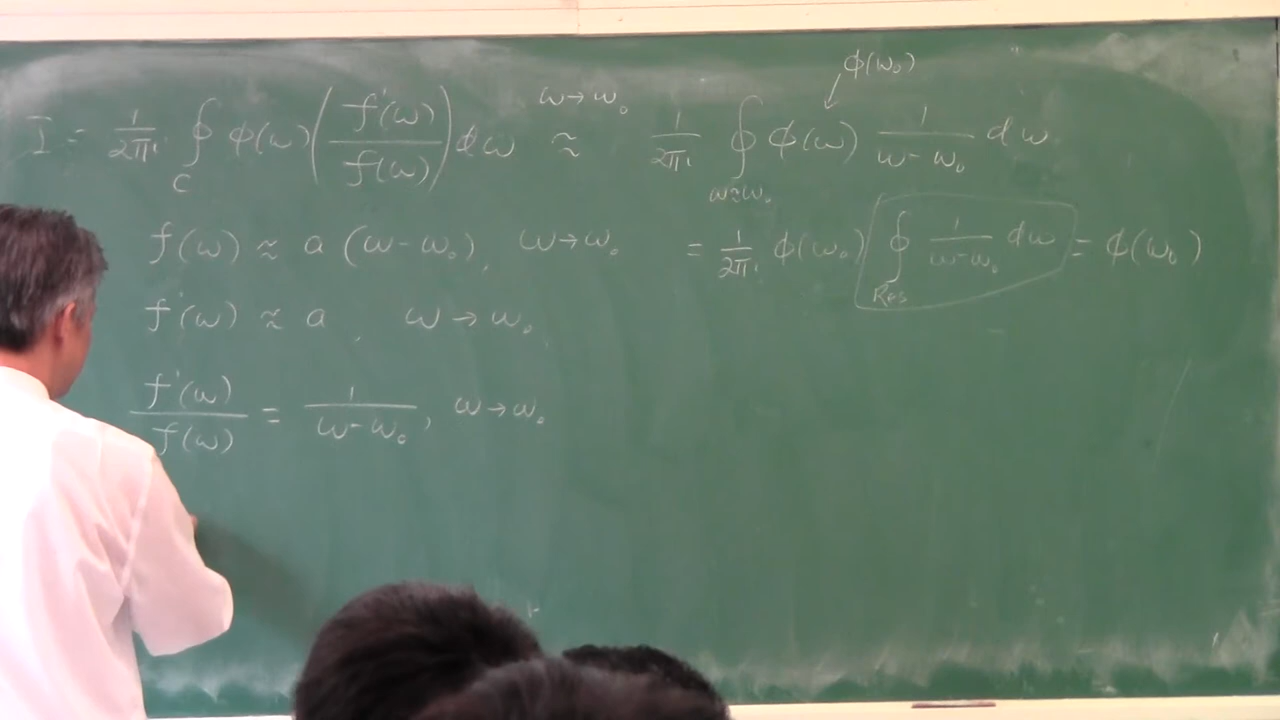 ϕ(ω₀)
I = 1/2πi ∮_C ϕ(ω) (f'(ω)/f(ω)) dω ≈ 1/2πi ∮_{ω≈ω₀} ϕ(ω) 1/(ω-ω₀) dω
ω→ω₀
f(ω) ≈ a (ω-ω₀), ω→ω₀
= 1/2πi ϕ(ω₀) ∮_{Res} 1/(ω-ω₀) dω = ϕ(ω₀)
f'(ω) ≈ a , ω→ω₀,
f'(ω)/f(ω) = 1/(ω-ω₀), ω→ω₀